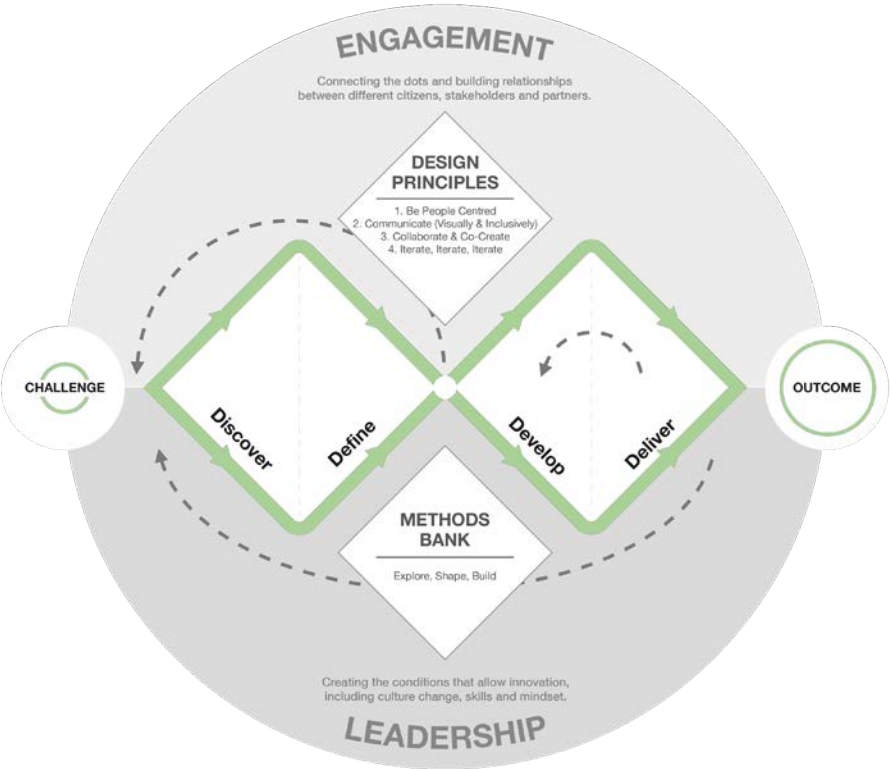 ENGAGEMENT
Connecting the dots and building relationships
between different citizens, stakeholders and partners.
DESIGN
PRINCIPLES
1. Be People Centred
2. Communicate (Visually & Inclusively)
3. Collaborate & Co-Create
4. Iterate, Iterate, Iterate
CHALLENGE
OUTCOME
Discover
Define
Develop
Deliver
METHODS
BANK
Explore, Shape, Build
Creating the conditions that allow innovation,
including culture change, skills and mindset.
LEADERSHIP